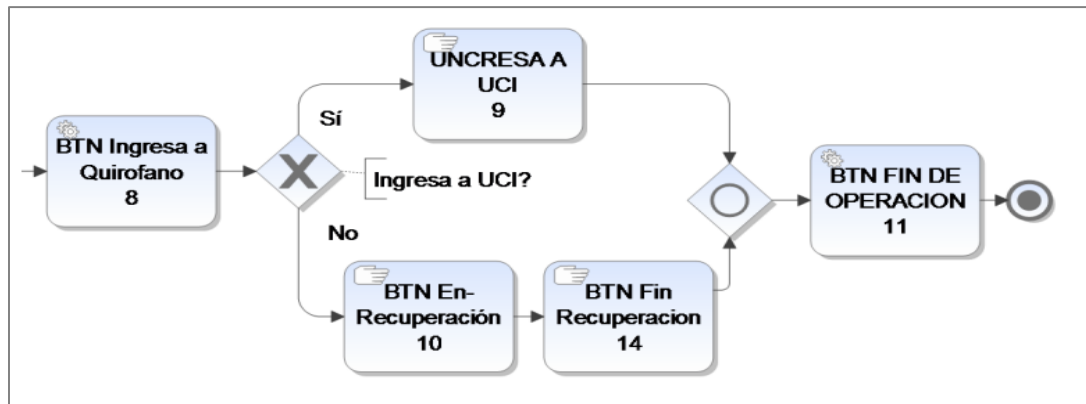 UNCRESA A
UCI
9
Sí
BTN Ingresa a
Quirofano
8
Ingresa a UCI?
BTN FIN DE
OPERACION
11
No
BTN En-
Recuperación
10
BTN Fin
Recuperacion
14